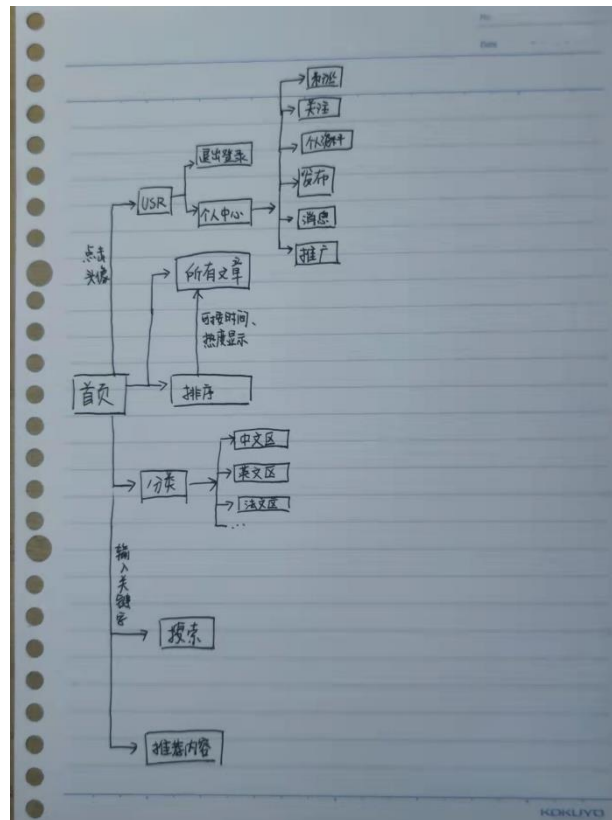 No.
Date
关注
个人资料
退出登录
发布
USR
个人中心
消息
推广
点击
头像
所有文章
可按时间、
热度显示
首页
排序
中文区
分类
英文区
法文区
...
输入关键字
搜索
推荐内容
KOKUYO